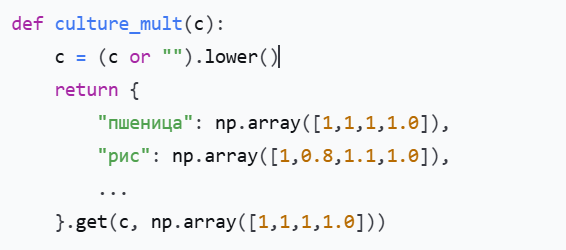 def culture_mult(c):
    c = (c or "").lower()
    return {
        "пшеница": np.array([1,1,1,1.0]),
        "рис": np.array([1,0.8,1.1,1.0]),
        ...
    }.get(c, np.array([1,1,1,1.0]))